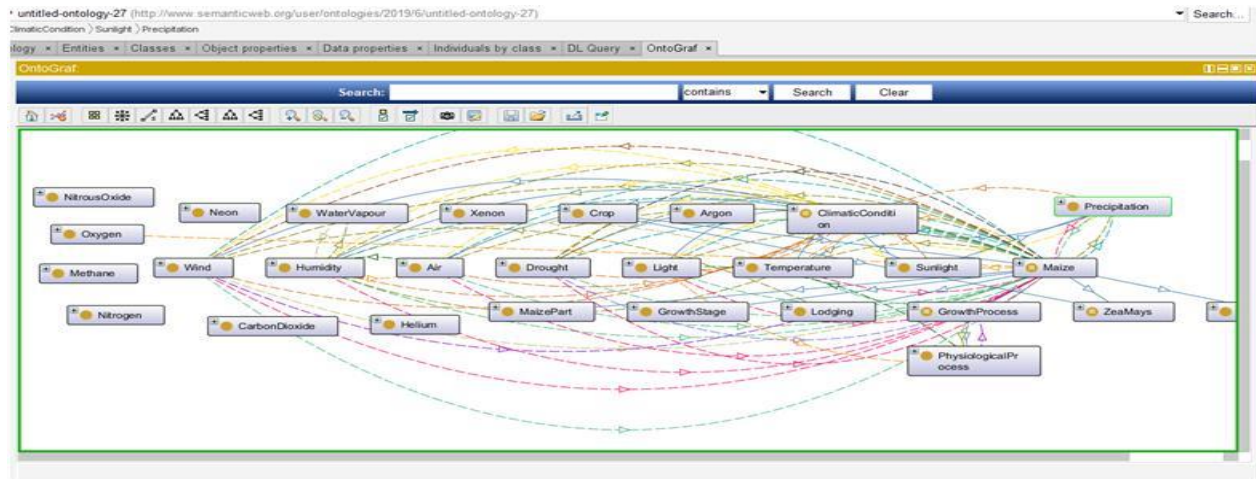 untitled-ontology-27 (http://www.semanticweb.org/user/ontologies/2019/6/untitled-ontology-27)
Search...
ClimaticCondition Sunlight Precipitation
logy × Entities × Classes × Object properties × Data properties × Individuals by class × DL Query × OntoGraf ×
OntoGraf:
Search: contains Search Clear
NitrousOxide
Neon
WaterVapour
Xenon
Crop
Argon
ClimaticConditi
on
Precipitation
Oxygen
Methane
Wind
Humidity
Air
Drought
Light
Temperature
Sunlight
Maize
Nitrogen
CarbonDioxide
Helium
MaizePart
GrowthStage
Lodging
GrowthProcess
ZeaMays
PhysiologicalPr
ocess